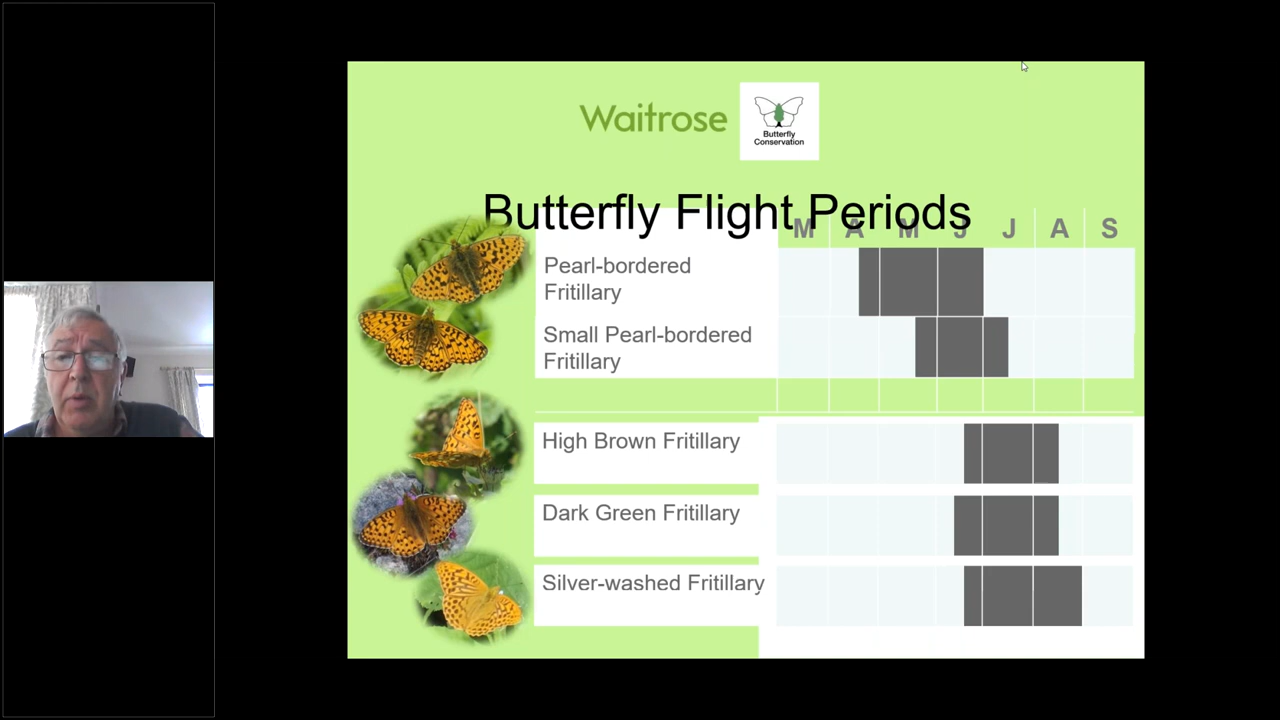 Waitrose
Butterfly
Conservation
Butterfly Flight Periods
M A M J J A S
Pearl-bordered
Fritillary
Small Pearl-bordered
Fritillary
High Brown Fritillary
Dark Green Fritillary
Silver-washed Fritillary